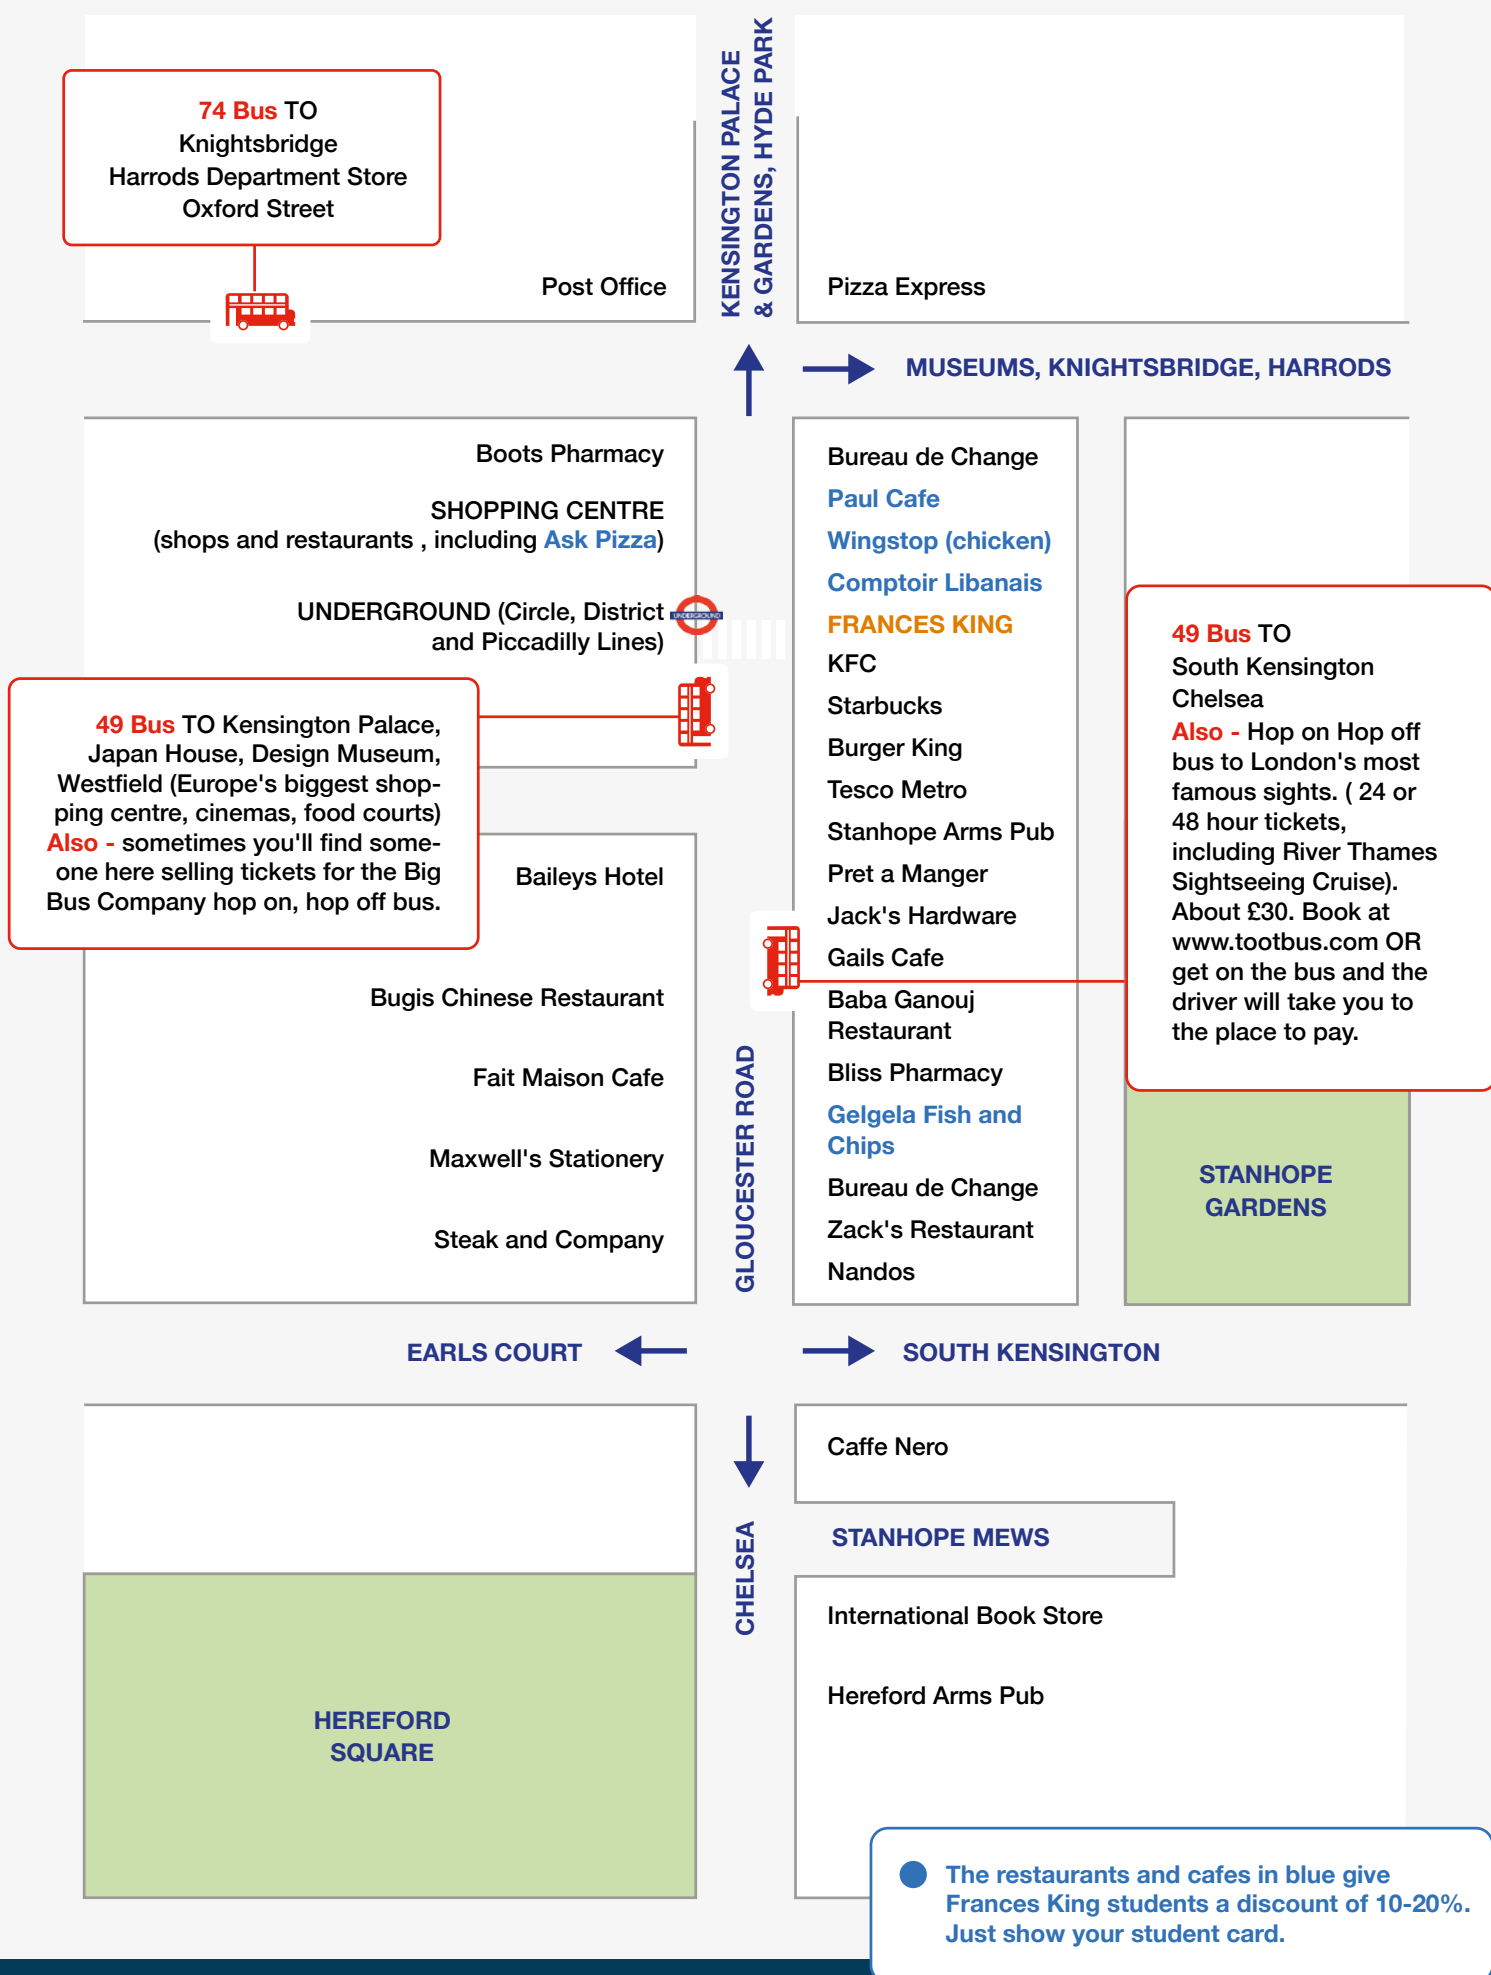 74 Bus TO
Knightsbridge
Harrods Department Store
Oxford Street
Post Office
KENSINGTON PALACE
& GARDENS, HYDE PARK
Pizza Express
MUSEUMS, KNIGHTSBRIDGE, HARRODS
Boots Pharmacy
SHOPPING CENTRE
(shops and restaurants , including Ask Pizza)
UNDERGROUND (Circle, District
and Piccadilly Lines)
UNDERGROUND
49 Bus TO Kensington Palace,
Japan House, Design Museum,
Westfield (Europe's biggest shop-
ping centre, cinemas, food courts)
Also - sometimes you'll find some-
one here selling tickets for the Big
Bus Company hop on, hop off bus.
Baileys Hotel
Bugis Chinese Restaurant
Fait Maison Cafe
Maxwell's Stationery
Steak and Company
GLOUCESTER ROAD
Bureau de Change
Paul Cafe
Wingstop (chicken)
Comptoir Libanais
FRANCES KING
KFC
Starbucks
Burger King
Tesco Metro
Stanhope Arms Pub
Pret a Manger
Jack's Hardware
Gails Cafe
Baba Ganouj
Restaurant
Bliss Pharmacy
Gelgela Fish and
Chips
Bureau de Change
Zack's Restaurant
Nandos
49 Bus TO
South Kensington
Chelsea
Also - Hop on Hop off
bus to London's most
famous sights. ( 24 or
48 hour tickets,
including River Thames
Sightseeing Cruise).
About £30. Book at
www.tootbus.com OR
get on the bus and the
driver will take you to
the place to pay.
STANHOPE
GARDENS
EARLS COURT
SOUTH KENSINGTON
CHELSEA
Caffe Nero
STANHOPE MEWS
International Book Store
Hereford Arms Pub
HEREFORD
SQUARE
The restaurants and cafes in blue give
Frances King students a discount of 10-20%.
Just show your student card.